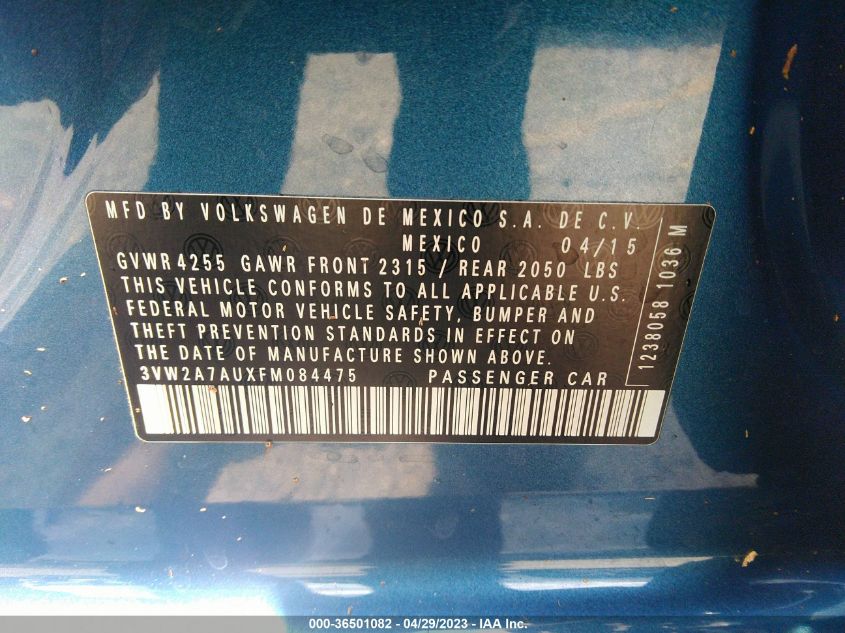 MFD BY VOLKSWAGEN DE MEXICO S.A. DE C.V.
MEXICO 04/15
GVWR 4255 GAWR FRONT 2315 / REAR 2050 LBS
THIS VEHICLE CONFORMS TO ALL APPLICABLE U.S.
FEDERAL MOTOR VEHICLE SAFETY, BUMPER AND
THEFT PREVENTION STANDARDS IN EFFECT ON
THE DATE OF MANUFACTURE SHOWN ABOVE.
3VW2A7AUXFM084475 PASSENGER CAR
1238058 1036 M
000-36501082 - 04/29/2023 - IAA Inc.